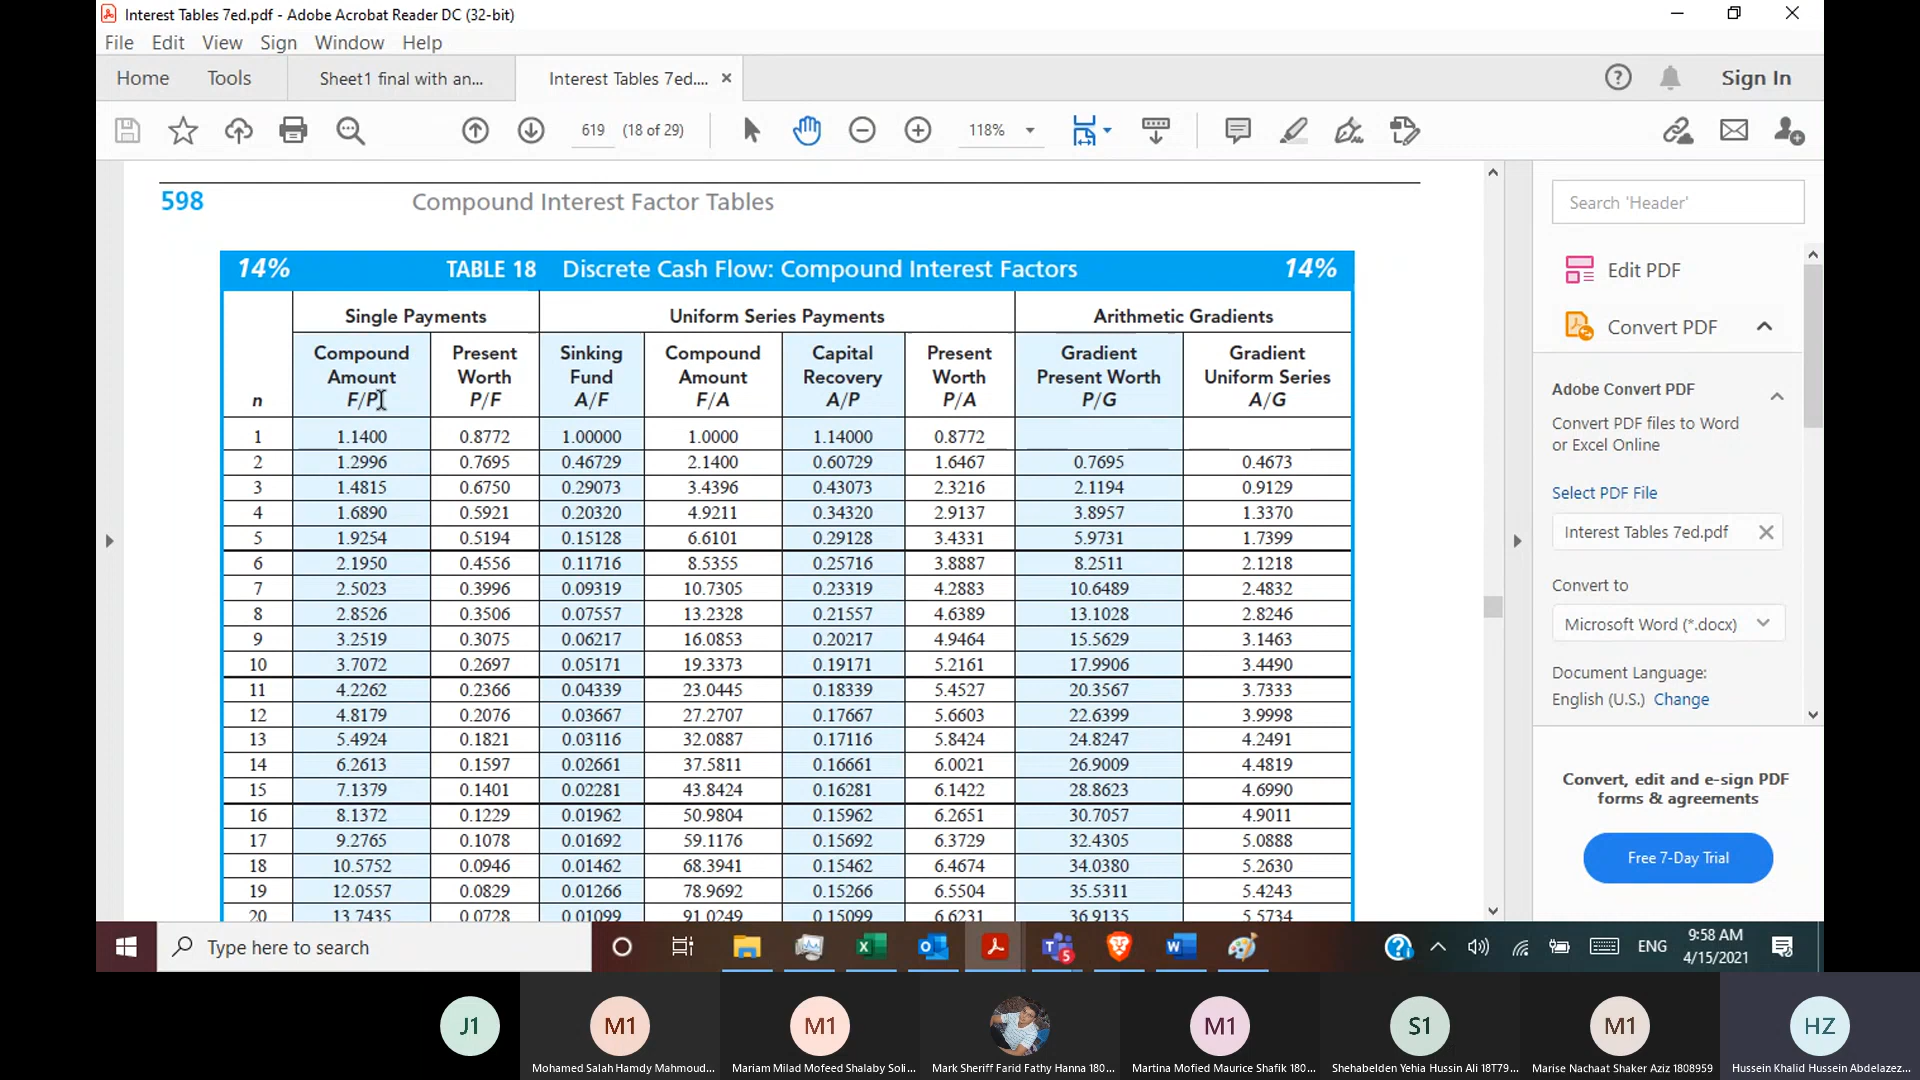 Interest Tables 7ed.pdf - Adobe Acrobat Reader DC (32-bit)
File Edit View Sign Window Help
Home Tools Sheet1 final with an... Interest Tables 7ed.... Sign In
619 (18 of 29) 118%
598 Compound Interest Factor Tables
14% TABLE 18 Discrete Cash Flow: Compound Interest Factors 14%
Single Payments Uniform Series Payments Arithmetic Gradients
Compound Present Sinking Compound Capital Present Gradient Gradient
Amount Worth Fund Amount Recovery Worth Present Worth Uniform Series
n F/P P/F A/F F/A A/P P/A P/G A/G
1 1.1400 0.8772 1.00000 1.0000 1.14000 0.8772
2 1.2996 0.7695 0.46729 2.1400 0.60729 1.6467 0.7695 0.4673
3 1.4815 0.6750 0.29073 3.4396 0.43073 2.3216 2.1194 0.9129
4 1.6890 0.5921 0.20320 4.9211 0.34320 2.9137 3.8957 1.3370
5 1.9254 0.5194 0.15128 6.6101 0.29128 3.4331 5.9731 1.7399
6 2.1950 0.4556 0.11716 8.5355 0.25716 3.8887 8.2511 2.1218
7 2.5023 0.3996 0.09319 10.7305 0.23319 4.2883 10.6489 2.4832
8 2.8526 0.3506 0.07557 13.2328 0.21557 4.6389 13.1028 2.8246
9 3.2519 0.3075 0.06217 16.0853 0.20217 4.9464 15.5629 3.1463
10 3.7072 0.2697 0.05171 19.3373 0.19171 5.2161 17.9906 3.4490
11 4.2262 0.2366 0.04339 23.0445 0.18339 5.4527 20.3567 3.7333
12 4.8179 0.2076 0.03667 27.2707 0.17667 5.6603 22.6399 3.9998
13 5.4924 0.1821 0.03116 32.0887 0.17116 5.8424 24.8247 4.2491
14 6.2613 0.1597 0.02661 37.5811 0.16661 6.0021 26.9009 4.4819
15 7.1379 0.1401 0.02281 43.8424 0.16281 6.1422 28.8623 4.6990
16 8.1372 0.1229 0.01962 50.9804 0.15962 6.2651 30.7057 4.9011
17 9.2765 0.1078 0.01692 59.1176 0.15692 6.3729 32.4305 5.0888
18 10.5752 0.0946 0.01462 68.3941 0.15462 6.4674 34.0380 5.2630
19 12.0557 0.0829 0.01266 78.9692 0.15266 6.5504 35.5311 5.4243
20 13.7435 0.0728 0.01099 91.0249 0.15099 6.6231 36.9135 5.5734
Search 'Header'
Edit PDF
Convert PDF
Adobe Convert PDF
Convert PDF files to Word
or Excel Online
Select PDF File
Interest Tables 7ed.pdf
Convert to
Microsoft Word (*.docx)
Document Language:
English (U.S.) Change
Convert, edit and e-sign PDF
forms & agreements
Free 7-Day Trial
Type here to search
5
ENG
9:58 AM
4/15/2021
J1 M1 M1 M1 S1 M1 HZ
Mohamed Salah Hamdy Mahmoud... Mariam Milad Mofeed Shalaby Soli... Mark Sheriff Farid Fathy Hanna 180... Martina Mofied Maurice Shafik 180... Shehabelden Yehia Hussin Ali 18T79... Marise Nachaat Shaker Aziz 1808959 Hussein Khalid Hussein Abdelazez...